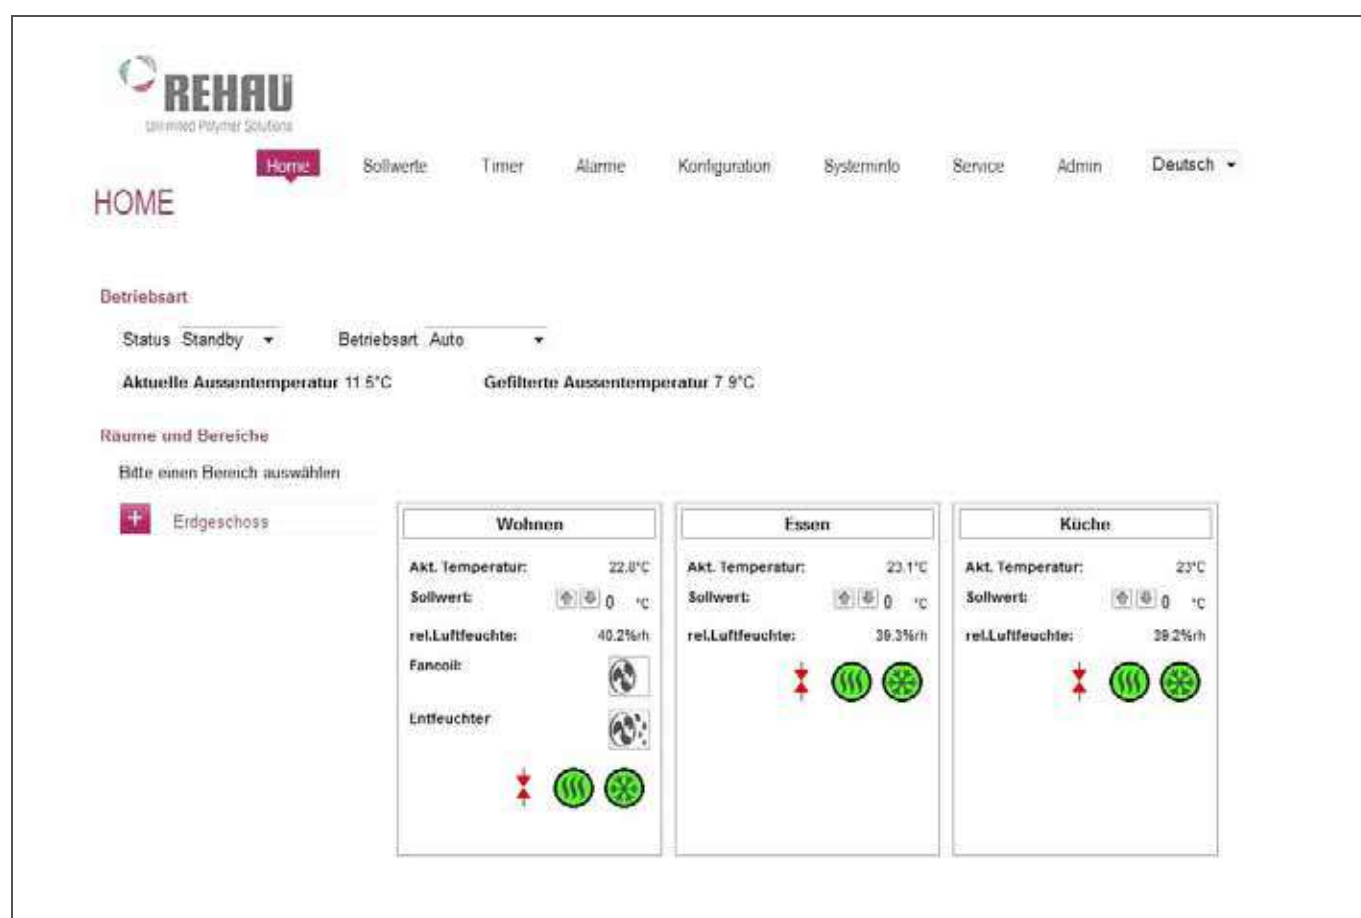 REHAU
Unlimited Polymer Solutions
Home Sollwerte Timer Alarme Konfiguration Systeminfo Service Admin Deutsch
HOME
Betriebsart
Status Standby Betriebsart Auto
Aktuelle Aussentemperatur 11.5°C Gefilterte Aussentemperatur 7.9°C
Räume und Bereiche
Bitte einen Bereich auswählen
+ Erdgeschoss
Wohnen
Akt. Temperatur: 22.8°C
Sollwert: 0 °C
rel.Luftfeuchte: 40.2%rh
Fancoil:
Entfeuchter
Essen
Akt. Temperatur: 23.1°C
Sollwert: 0 °C
rel.Luftfeuchte: 39.3%rh
Küche
Akt. Temperatur: 23°C
Sollwert: 0 °C
rel.Luftfeuchte: 39.2%rh